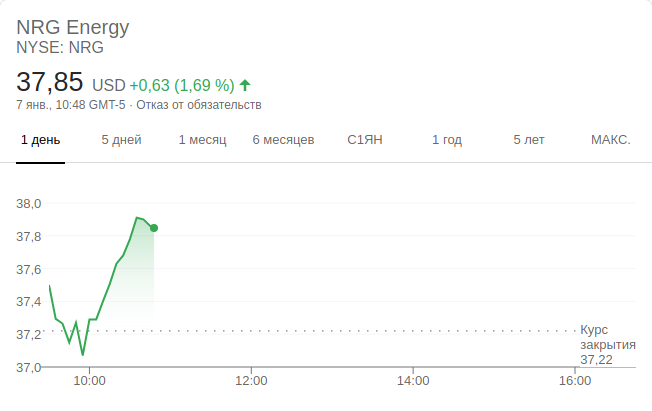 NRG Energy
NYSE: NRG
37,85 USD +0,63 (1,69 %)
7 янв., 10:48 GMT-5 · Отказ от обязательств
1 день 5 дней 1 месяц 6 месяцев С1ЯН 1 год 5 лет МАКС.
38,0
37,8
37,6
37,4
37,2
37,0
Курс
закрытия
37,22
10:00 12:00 14:00 16:00